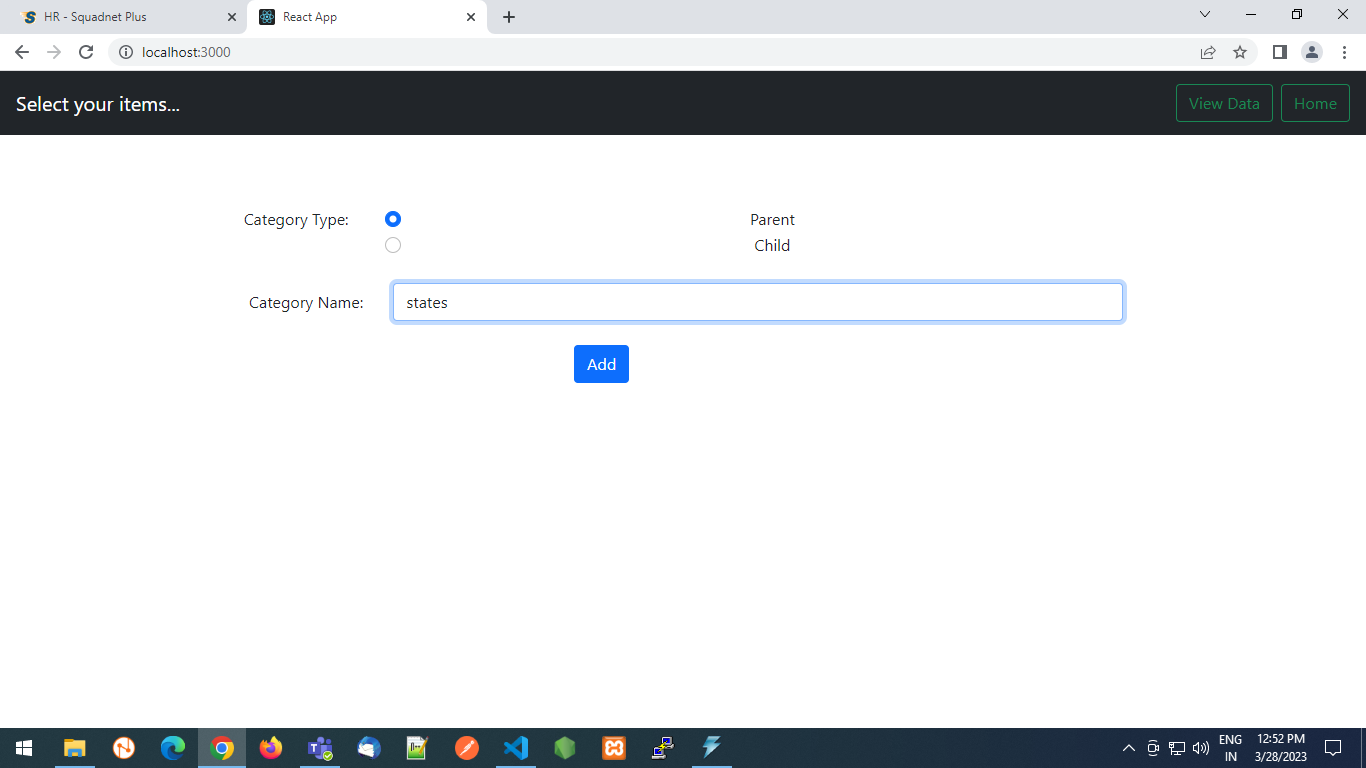 HR - Squadnet Plus
React App
localhost:3000
Select your items...
View Data
Home
Category Type:
Parent
Child
Category Name:
states
Add
ENG
IN
12:52 PM
3/28/2023